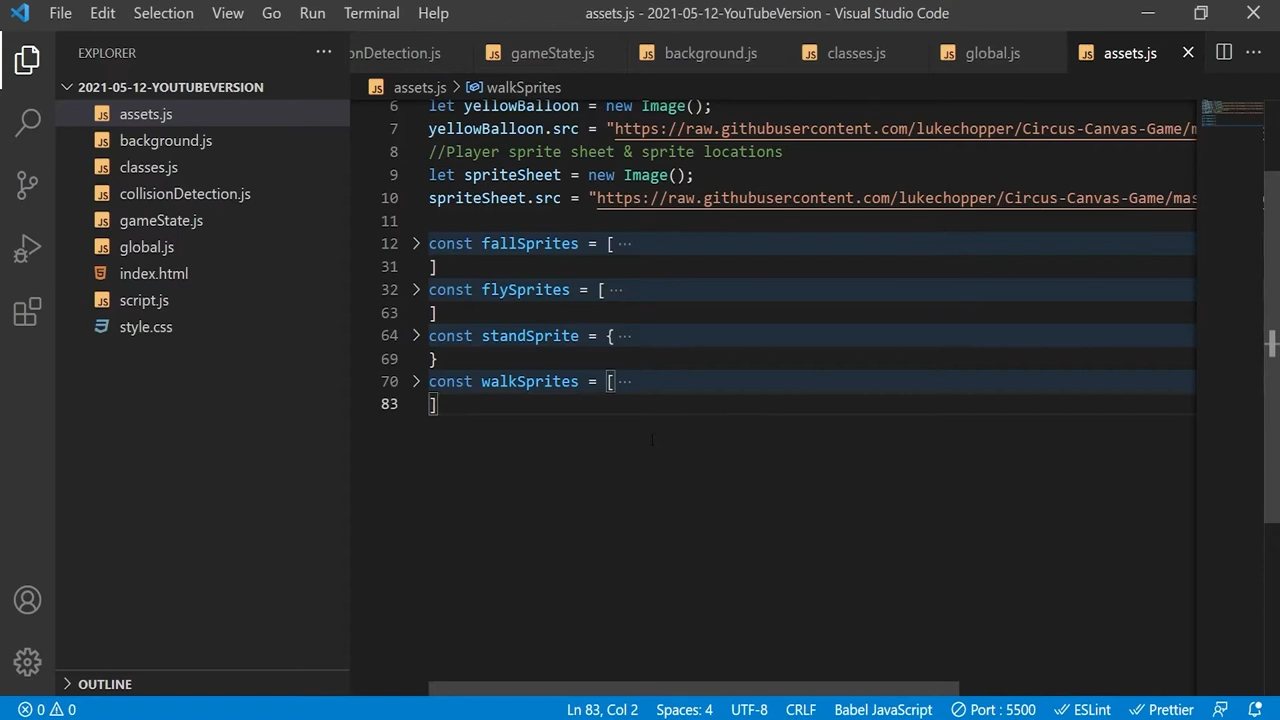 File Edit Selection View Go Run Terminal Help
assets.js - 2021-05-12-YouTubeVersion - Visual Studio Code
EXPLORER
2021-05-12-YOUTUBEVERSION
assets.js
background.js
classes.js
collisionDetection.js
gameState.js
global.js
index.html
script.js
style.css
OUTLINE
onDetection.js gameState.js background.js classes.js global.js assets.js
assets.js > walkSprites
6 let yellowBalloon = new Image();
7 yellowBalloon.src = "https://raw.githubusercontent.com/lukechopper/Circus-Canvas-Game/m
8 //Player sprite sheet & sprite locations
9 let spriteSheet = new Image();
10 spriteSheet.src = "https://raw.githubusercontent.com/lukechopper/Circus-Canvas-Game/mas
11
12 const fallSprites = [ ...
31 ]
32 const flySprites = [ ...
63 ]
64 const standSprite = { ...
69 }
70 const walkSprites = [ ...
83 ]
0 0 Ln 83, Col 2 Spaces: 4 UTF-8 CRLF Babel JavaScript Port : 5500 ESLint Prettier